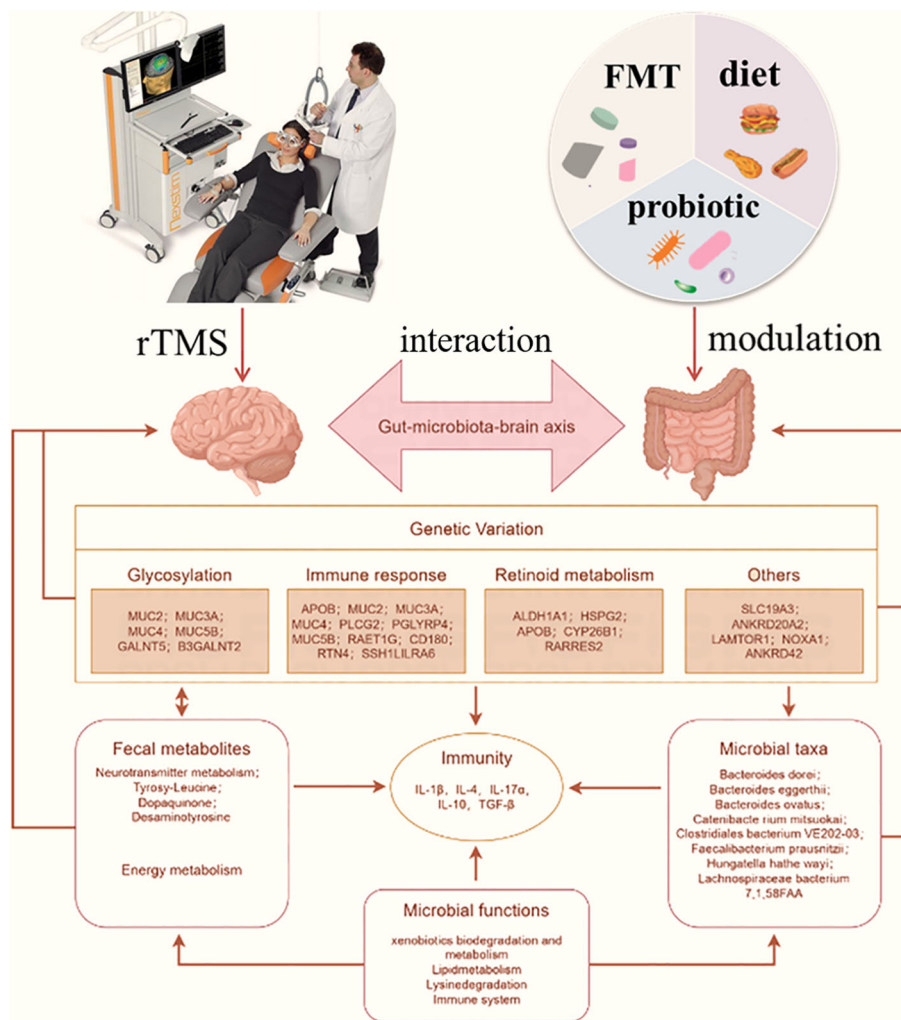 FMT
diet
probiotic
Nexstim
rTMS
interaction
modulation
Gut-microbiota-brain axis
Genetic Variation
Glycosylation
MUC2; MUC3A;
MUC4; MUC5B;
GALNT5; B3GALNT2
Immune response
APOB; MUC2; MUC3A;
MUC4; PLCG2; PGLYRP4;
MUC5B; RAET1G; CD180;
RTN4; SSH1LILRA6
Retinoid metabolism
ALDH1A1; HSPG2;
APOB; CYP26B1;
RARRES2
Others
SLC19A3;
ANKRD20A2;
LAMTOR1; NOXA1;
ANKRD42
Fecal metabolites
Neurotransmitter metabolism;
Tyrosy-Leucine;
Dopaquinone;
Desaminotyrosine
Energy metabolism
Immunity
IL-1β, IL-4, IL-17α,
IL-10, TGF-β
Microbial taxa
Bacteroides dorei;
Bacteroides eggerthii;
Bacteroides ovatus;
Catenibacte rium mitsuokai;
Clostridiales bacterium VE202-03;
Faecalibacterium prausnitzii;
Hungatella hathe wayi;
Lachnospiraceae bacterium
7,1,58FAA
Microbial functions
xenobiotics biodegradation and
metabolism
Lipidmetabolism
Lysinedegradation
Immune system